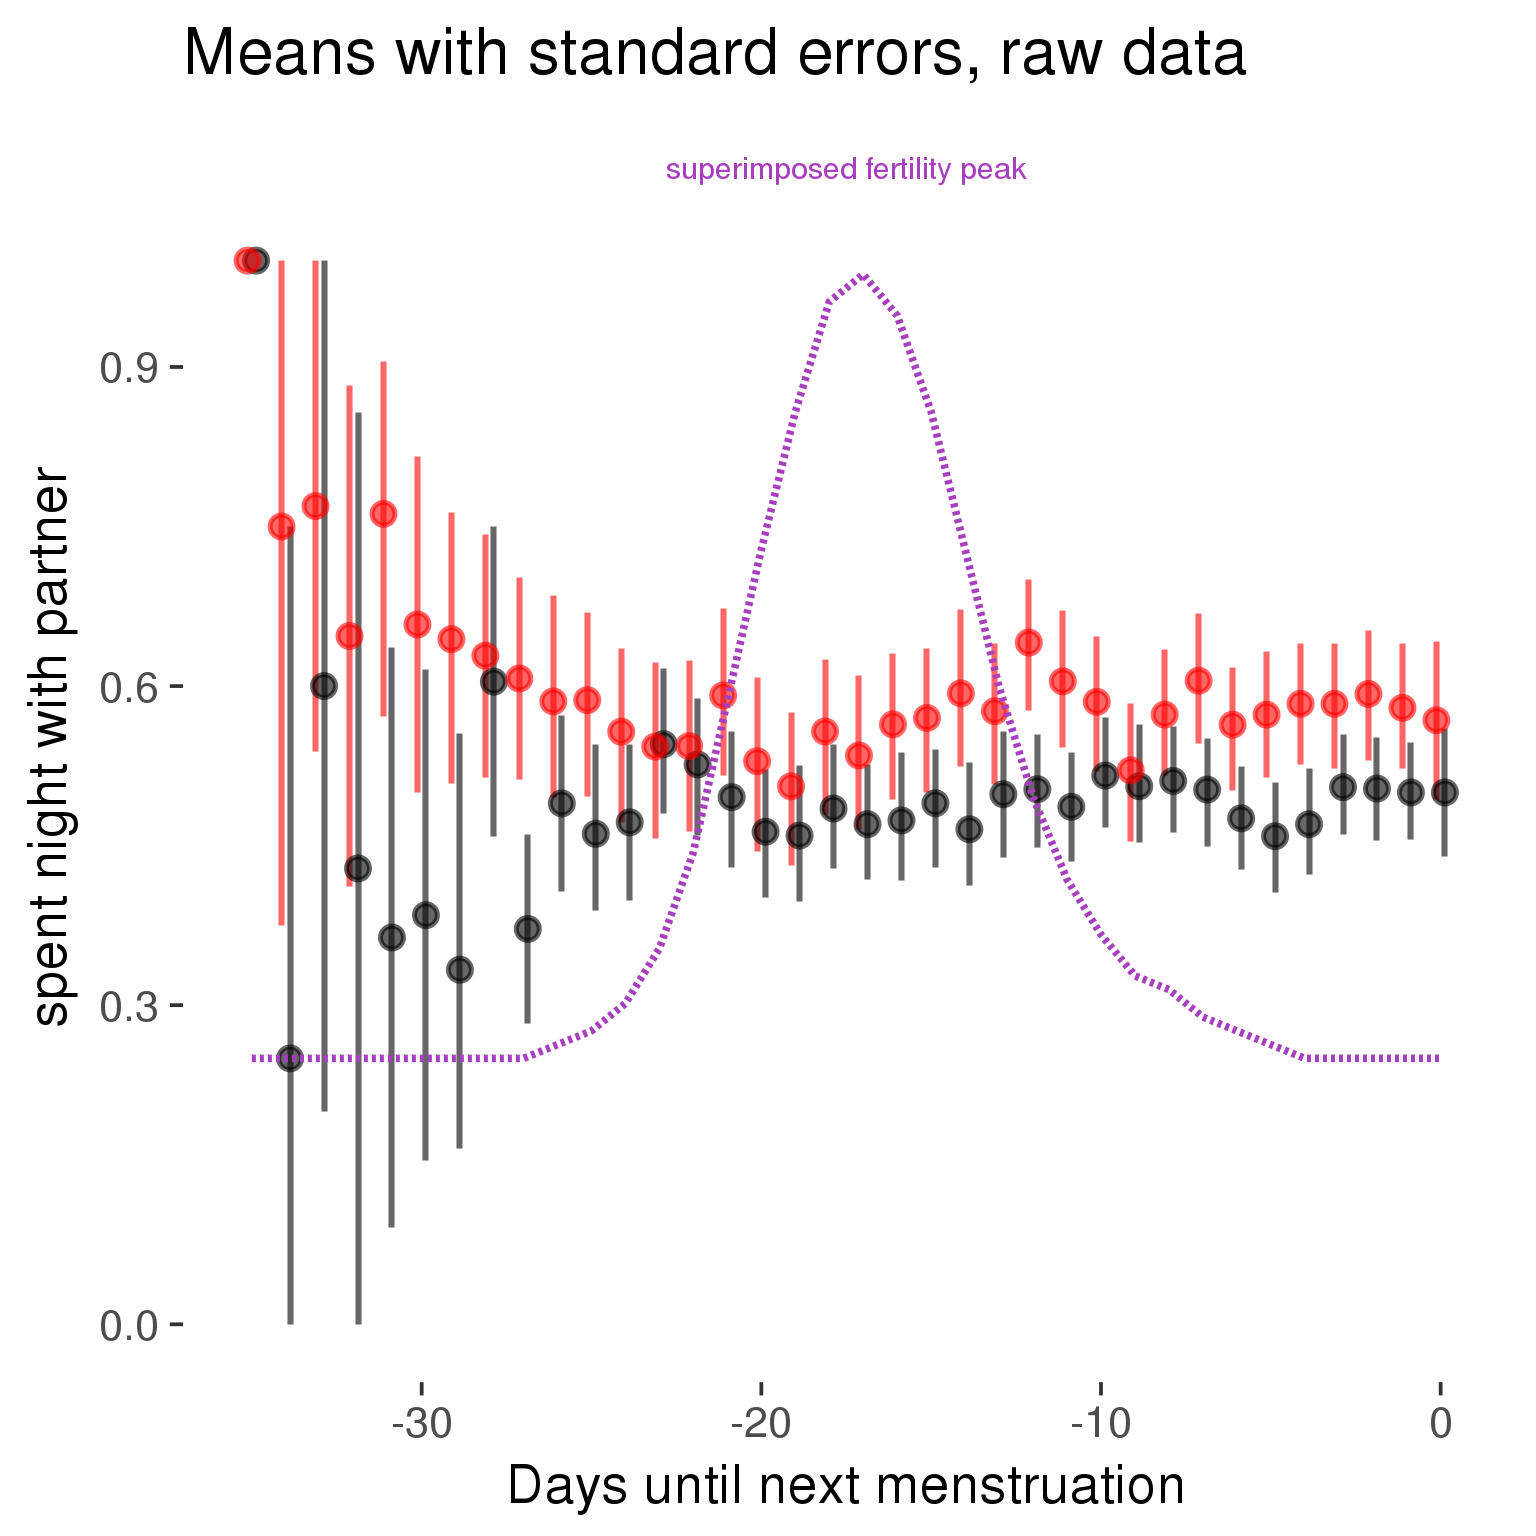 Means with standard errors, raw data
superimposed fertility peak
spent night with partner
0.9
0.6
0.3
0.0
-30
-20
-10
0
Days until next menstruation